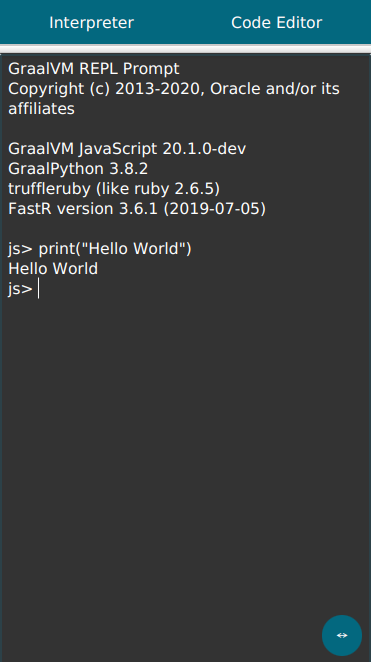 Interpreter Code Editor
GraalVM REPL Prompt
Copyright (c) 2013-2020, Oracle and/or its
affiliates
GraalVM JavaScript 20.1.0-dev
GraalPython 3.8.2
truffleruby (like ruby 2.6.5)
FastR version 3.6.1 (2019-07-05)
js> print("Hello World")
Hello World
js>